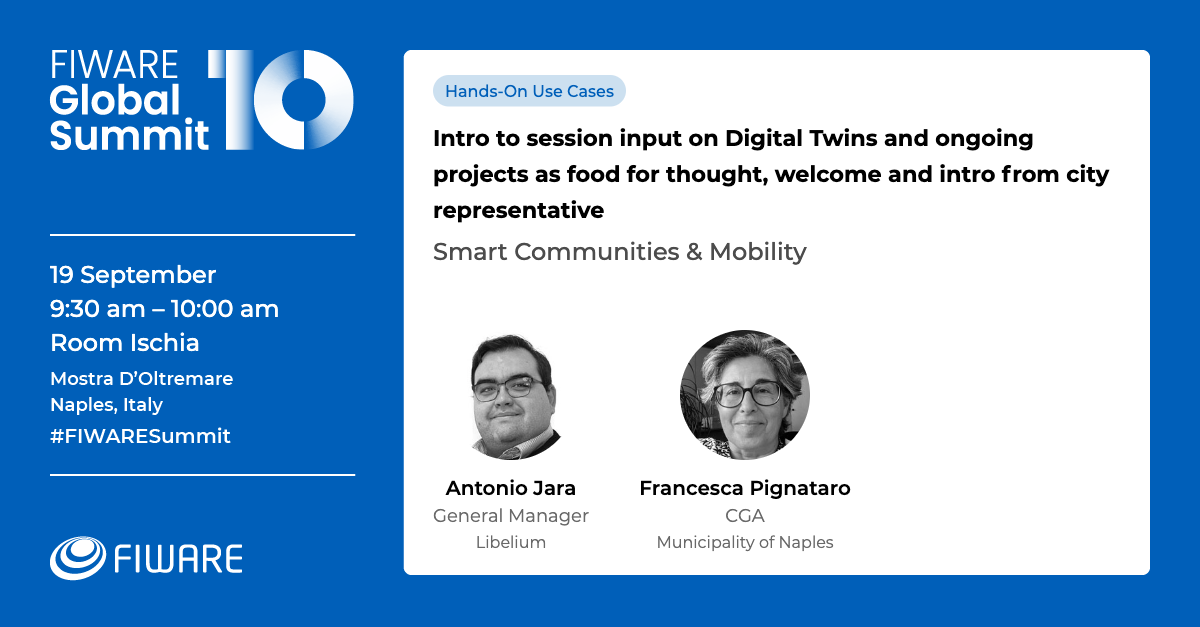 FIWARE
Global
Summit
10
19 September
9:30 am – 10:00 am
Room Ischia
Mostra D’Oltremare
Naples, Italy
#FIWARESummit
FIWARE
Hands-On Use Cases
Intro to session input on Digital Twins and ongoing
projects as food for thought, welcome and intro from city
representative
Smart Communities & Mobility
Antonio Jara
General Manager
Libelium
Francesca Pignataro
CGA
Municipality of Naples